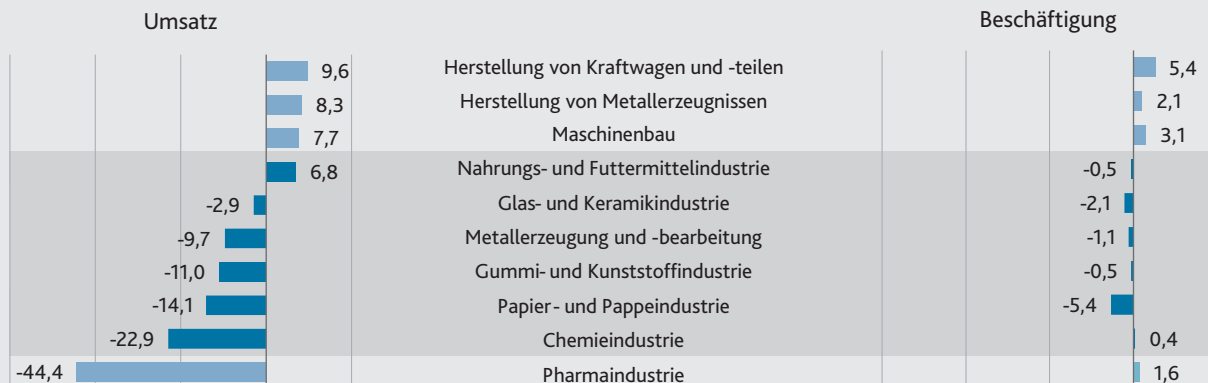 Umsatz Beschäftigung
9,6 Herstellung von Kraftwagen und -teilen 5,4
8,3 Herstellung von Metallerzeugnissen 2,1
7,7 Maschinenbau 3,1
6,8 Nahrungs- und Futtermittelindustrie -0,5
-2,9 Glas- und Keramikindustrie -2,1
-9,7 Metallerzeugung und -bearbeitung -1,1
-11,0 Gummi- und Kunststoffindustrie -0,5
-14,1 Papier- und Pappeindustrie -5,4
-22,9 Chemieindustrie 0,4
-44,4 Pharmaindustrie 1,6